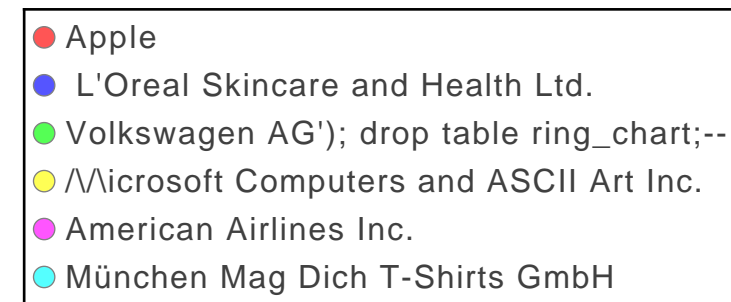 Apple
L'Oreal Skincare and Health Ltd.
Volkswagen AG'); drop table ring_chart;--
/\/\icrosoft Computers and ASCII Art Inc.
American Airlines Inc.
München Mag Dich T-Shirts GmbH